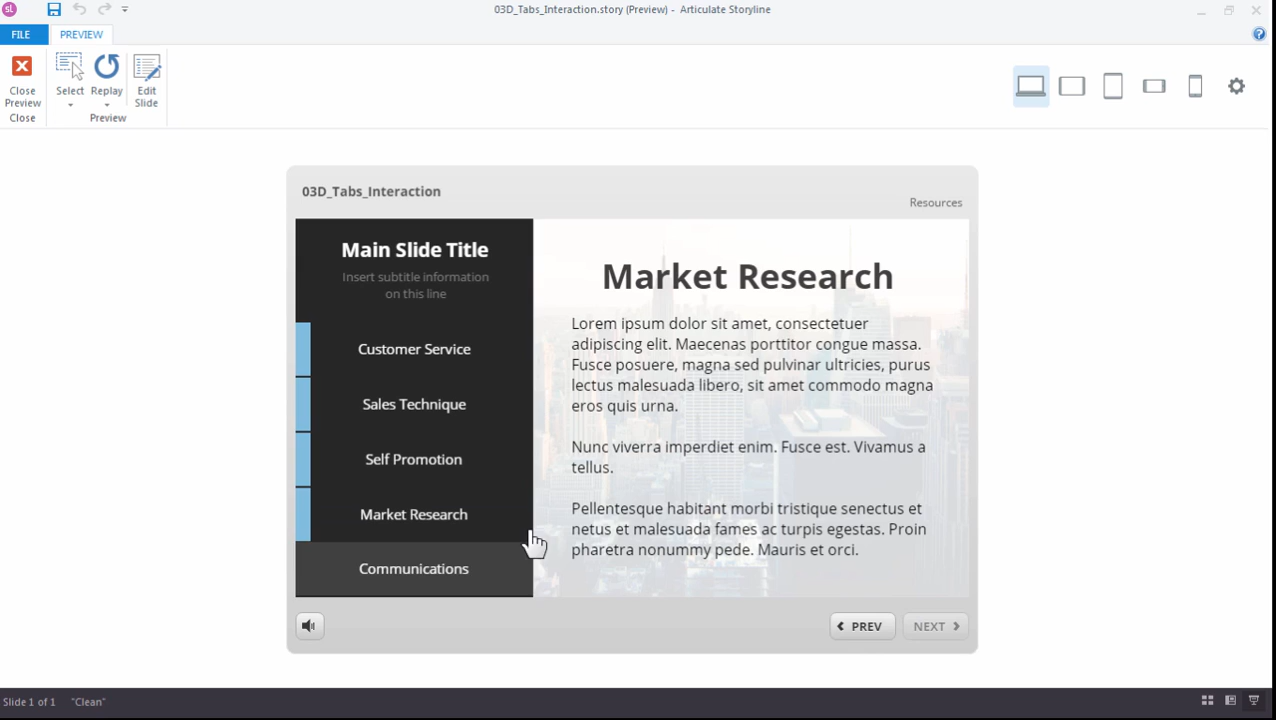 sl
03D_Tabs_Interaction.story (Preview) - Articulate Storyline
FILE
PREVIEW
?
Close
Preview
Select
Replay
Edit
Slide
Close
Preview
03D_Tabs_Interaction
Resources
Main Slide Title
Insert subtitle information
on this line
Customer Service
Sales Technique
Self Promotion
Market Research
Communications
Market Research
Lorem ipsum dolor sit amet, consectetuer
adipiscing elit. Maecenas porttitor congue massa.
Fusce posuere, magna sed pulvinar ultricies, purus
lectus malesuada libero, sit amet commodo magna
eros quis urna.
Nunc viverra imperdiet enim. Fusce est. Vivamus a
tellus.
Pellentesque habitant morbi tristique senectus et
netus et malesuada fames ac turpis egestas. Proin
pharetra nonummy pede. Mauris et orci.
PREV
NEXT
Slide 1 of 1 "Clean"